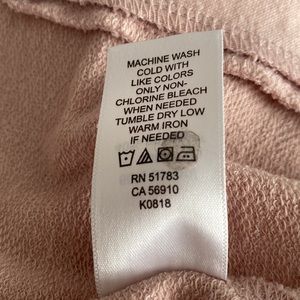 MACHINE WASH
COLD WITH
LIKE COLORS
ONLY NON-
CHLORINE BLEACH
WHEN NEEDED
TUMBLE DRY LOW
WARM IRON
IF NEEDED
RN 51783
CA 56910
K0818